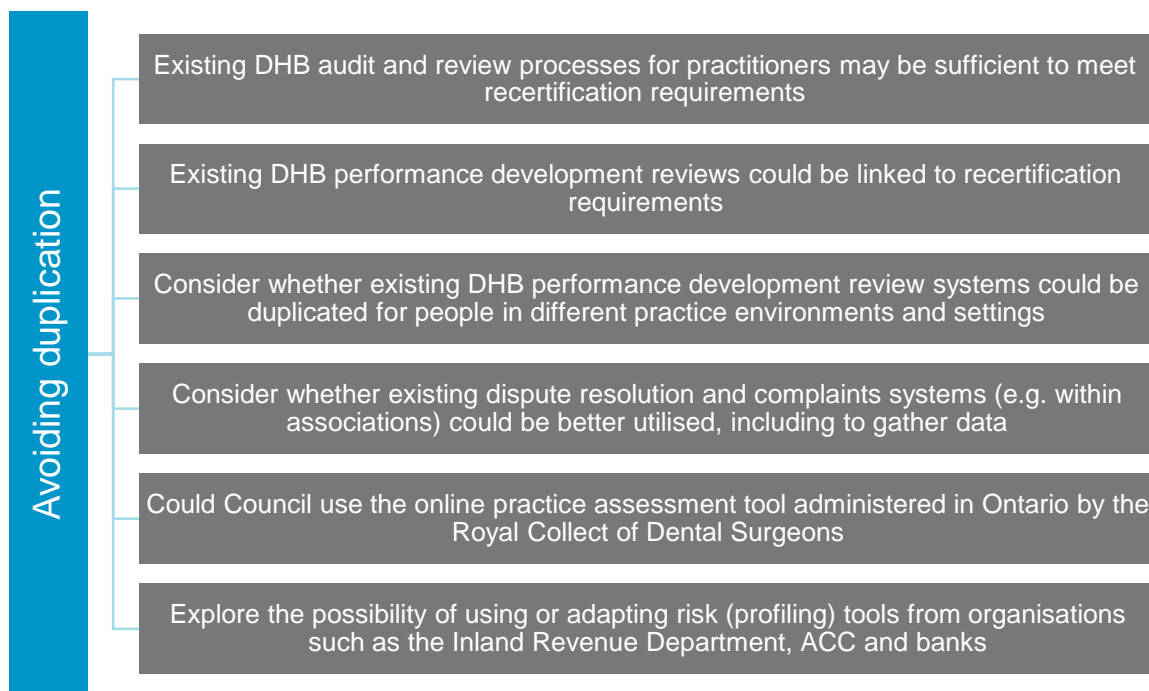 Avoiding duplication
Existing DHB audit and review processes for practitioners may be sufficient to meet
recertification requirements
Existing DHB performance development reviews could be linked to recertification
requirements
Consider whether existing DHB performance development review systems could be
duplicated for people in different practice environments and settings
Consider whether existing dispute resolution and complaints systems (e.g. within
associations) could be better utilised, including to gather data
Could Council use the online practice assessment tool administered in Ontario by the
Royal Collect of Dental Surgeons
Explore the possibility of using or adapting risk (profiling) tools from organisations
such as the Inland Revenue Department, ACC and banks